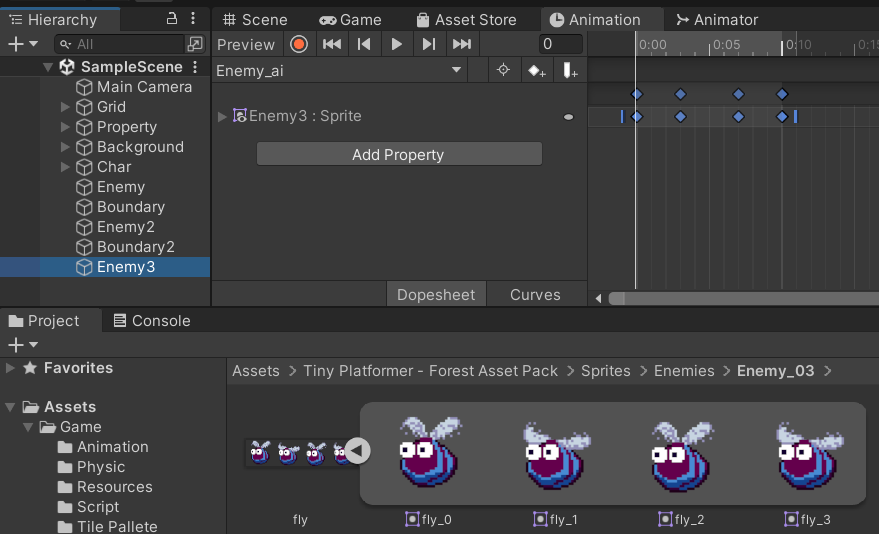 Hierarchy
Scene Game Asset Store Animation Animator
All
Preview 0 0:00 0:05 0:10 0:15
SampleScene
Enemy_ai
Main Camera
Grid
Property
Background
Char
Enemy
Boundary
Enemy2
Boundary2
Enemy3
Enemy3 : Sprite
Add Property
Dopesheet Curves
Project Console
Favorites
Assets
Game
Animation
Physic
Resources
Script
Tile Pallete
Assets > Tiny Platformer - Forest Asset Pack > Sprites > Enemies > Enemy_03 >
fly fly_0 fly_1 fly_2 fly_3